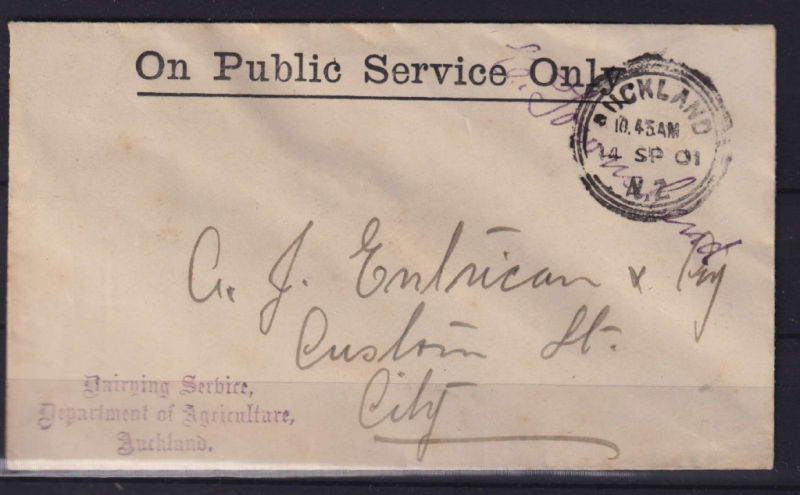 On Public Service Only
AUCKLAND
10.45AM
14 SP 01
N.Z
A. J. Entrican & Coy
Custom St.
City
Dairying Service,
Department of Agriculture,
Auckland.